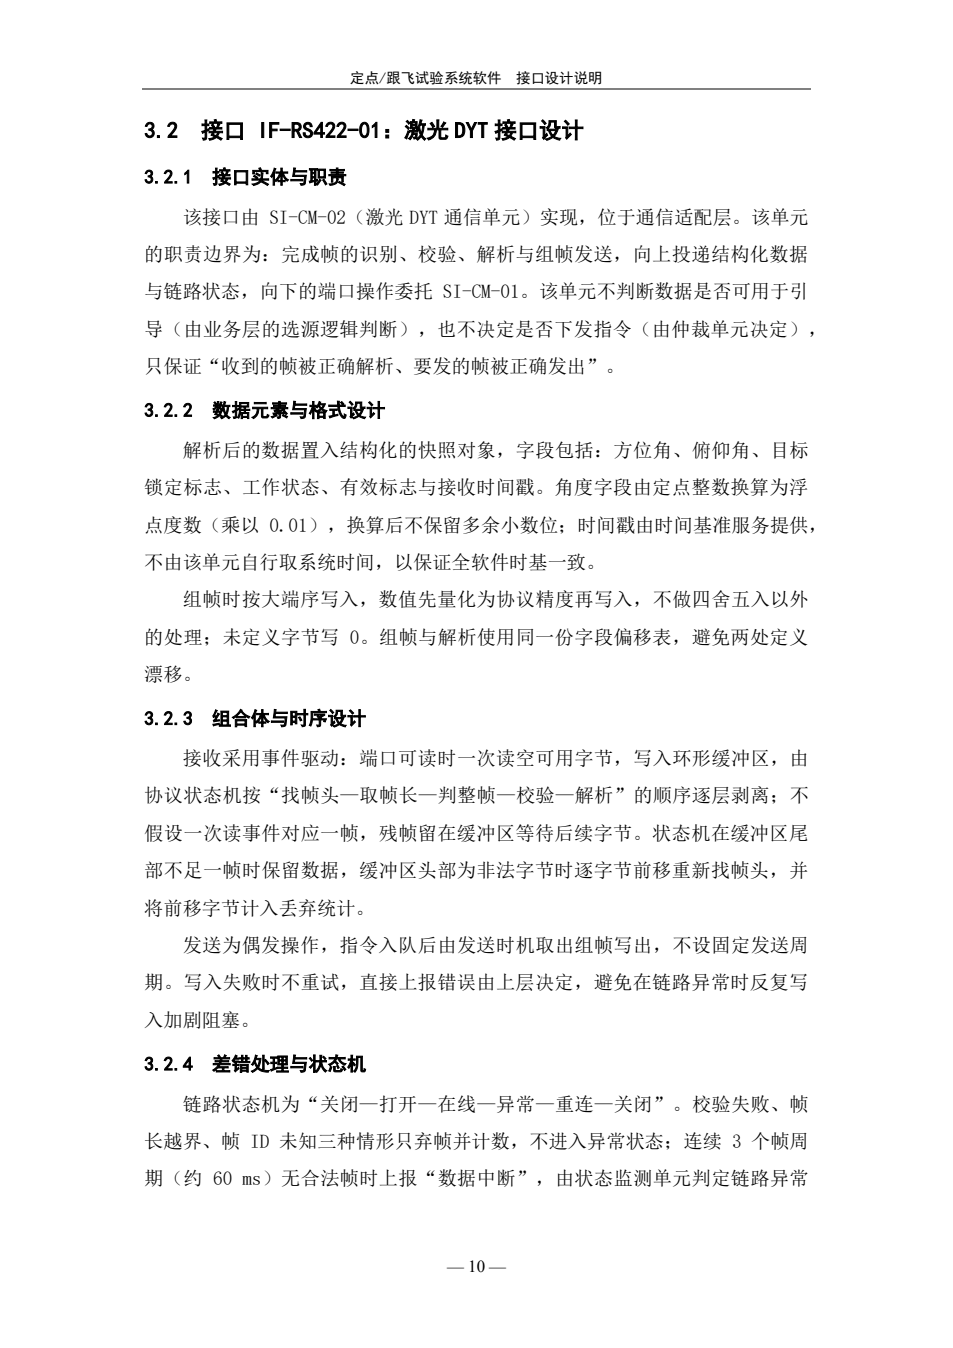 定点/跟飞试验系统软件　接口设计说明
3.2　接口 IF-RS422-01：激光 DYT 接口设计
3.2.1　接口实体与职责
该接口由 SI-CM-02（激光 DYT 通信单元）实现，位于通信适配层。该单元
的职责边界为：完成帧的识别、校验、解析与组帧发送，向上投递结构化数据
与链路状态，向下的端口操作委托 SI-CM-01。该单元不判断数据是否可用于引
导（由业务层的选源逻辑判断），也不决定是否下发指令（由仲裁单元决定），
只保证“收到的帧被正确解析、要发的帧被正确发出”。
3.2.2　数据元素与格式设计
解析后的数据置入结构化的快照对象，字段包括：方位角、俯仰角、目标
锁定标志、工作状态、有效标志与接收时间戳。角度字段由定点整数换算为浮
点度数（乘以 0.01），换算后不保留多余小数位；时间戳由时间基准服务提供，
不由该单元自行取系统时间，以保证全软件时基一致。
组帧时按大端序写入，数值先量化为协议精度再写入，不做四舍五入以外
的处理；未定义字节写 0。组帧与解析使用同一份字段偏移表，避免两处定义
漂移。
3.2.3　组合体与时序设计
接收采用事件驱动：端口可读时一次读空可用字节，写入环形缓冲区，由
协议状态机按“找帧头—取帧长—判整帧—校验—解析”的顺序逐层剥离；不
假设一次读事件对应一帧，残帧留在缓冲区等待后续字节。状态机在缓冲区尾
部不足一帧时保留数据，缓冲区头部为非法字节时逐字节前移重新找帧头，并
将前移字节计入丢弃统计。
发送为偶发操作，指令入队后由发送时机取出组帧写出，不设固定发送周
期。写入失败时不重试，直接上报错误由上层决定，避免在链路异常时反复写
入加剧阻塞。
3.2.4　差错处理与状态机
链路状态机为“关闭—打开—在线—异常—重连—关闭”。校验失败、帧
长越界、帧 ID 未知三种情形只弃帧并计数，不进入异常状态；连续 3 个帧周
期（约 60 ms）无合法帧时上报“数据中断”，由状态监测单元判定链路异常
— 10 —